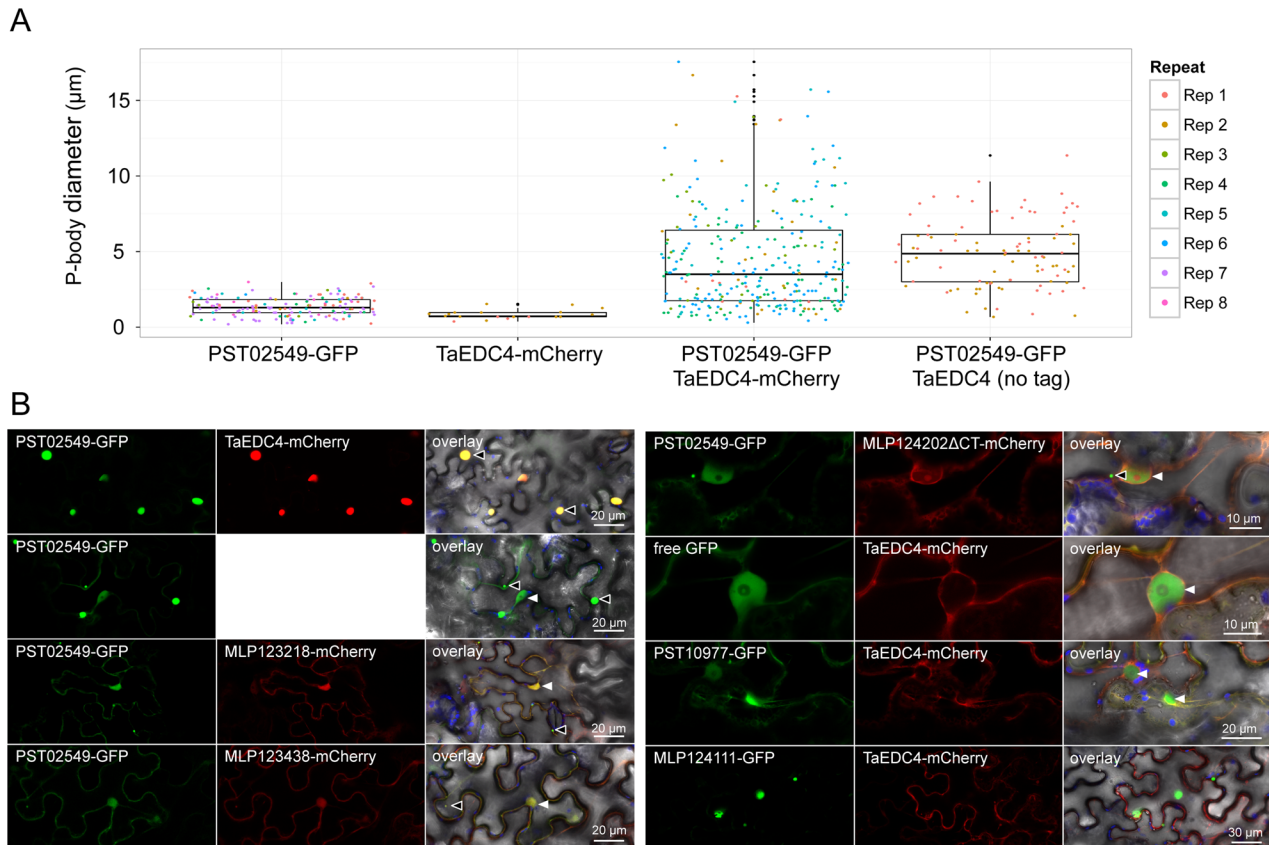 A
P-body diameter (µm)
15
10
5
0
PST02549-GFP
TaEDC4-mCherry
PST02549-GFP
TaEDC4-mCherry
PST02549-GFP
TaEDC4 (no tag)
Repeat
Rep 1
Rep 2
Rep 3
Rep 4
Rep 5
Rep 6
Rep 7
Rep 8
B
PST02549-GFP
TaEDC4-mCherry
overlay
20 µm
PST02549-GFP
overlay
20 µm
PST02549-GFP
MLP123218-mCherry
overlay
20 µm
PST02549-GFP
MLP123438-mCherry
overlay
20 µm
PST02549-GFP
MLP124202ΔCT-mCherry
overlay
10 µm
free GFP
TaEDC4-mCherry
overlay
10 µm
PST10977-GFP
TaEDC4-mCherry
overlay
20 µm
MLP124111-GFP
TaEDC4-mCherry
overlay
30 µm